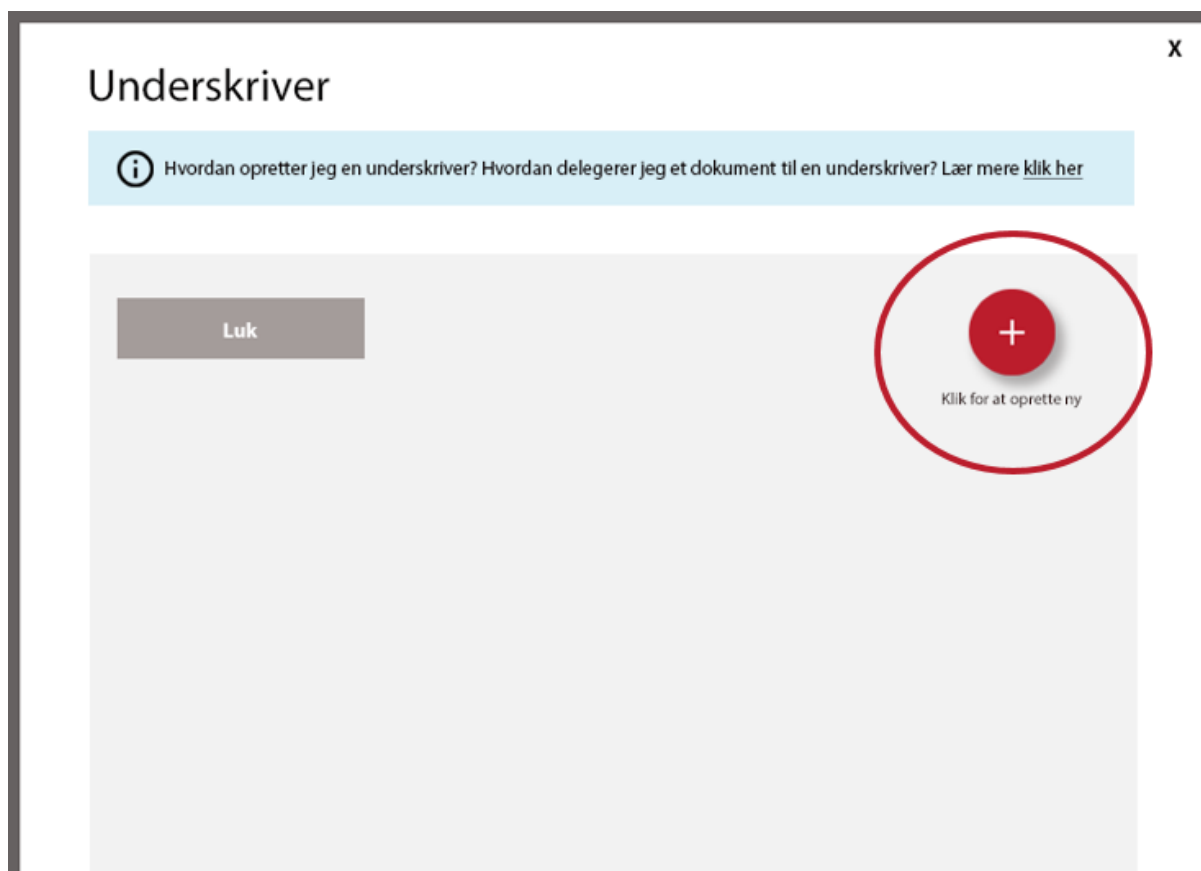 X
Underskriver
Hvordan opretter jeg en underskriver? Hvordan delegerer jeg et dokument til en underskriver? Lær mere klik her
Luk
Klik for at oprette ny